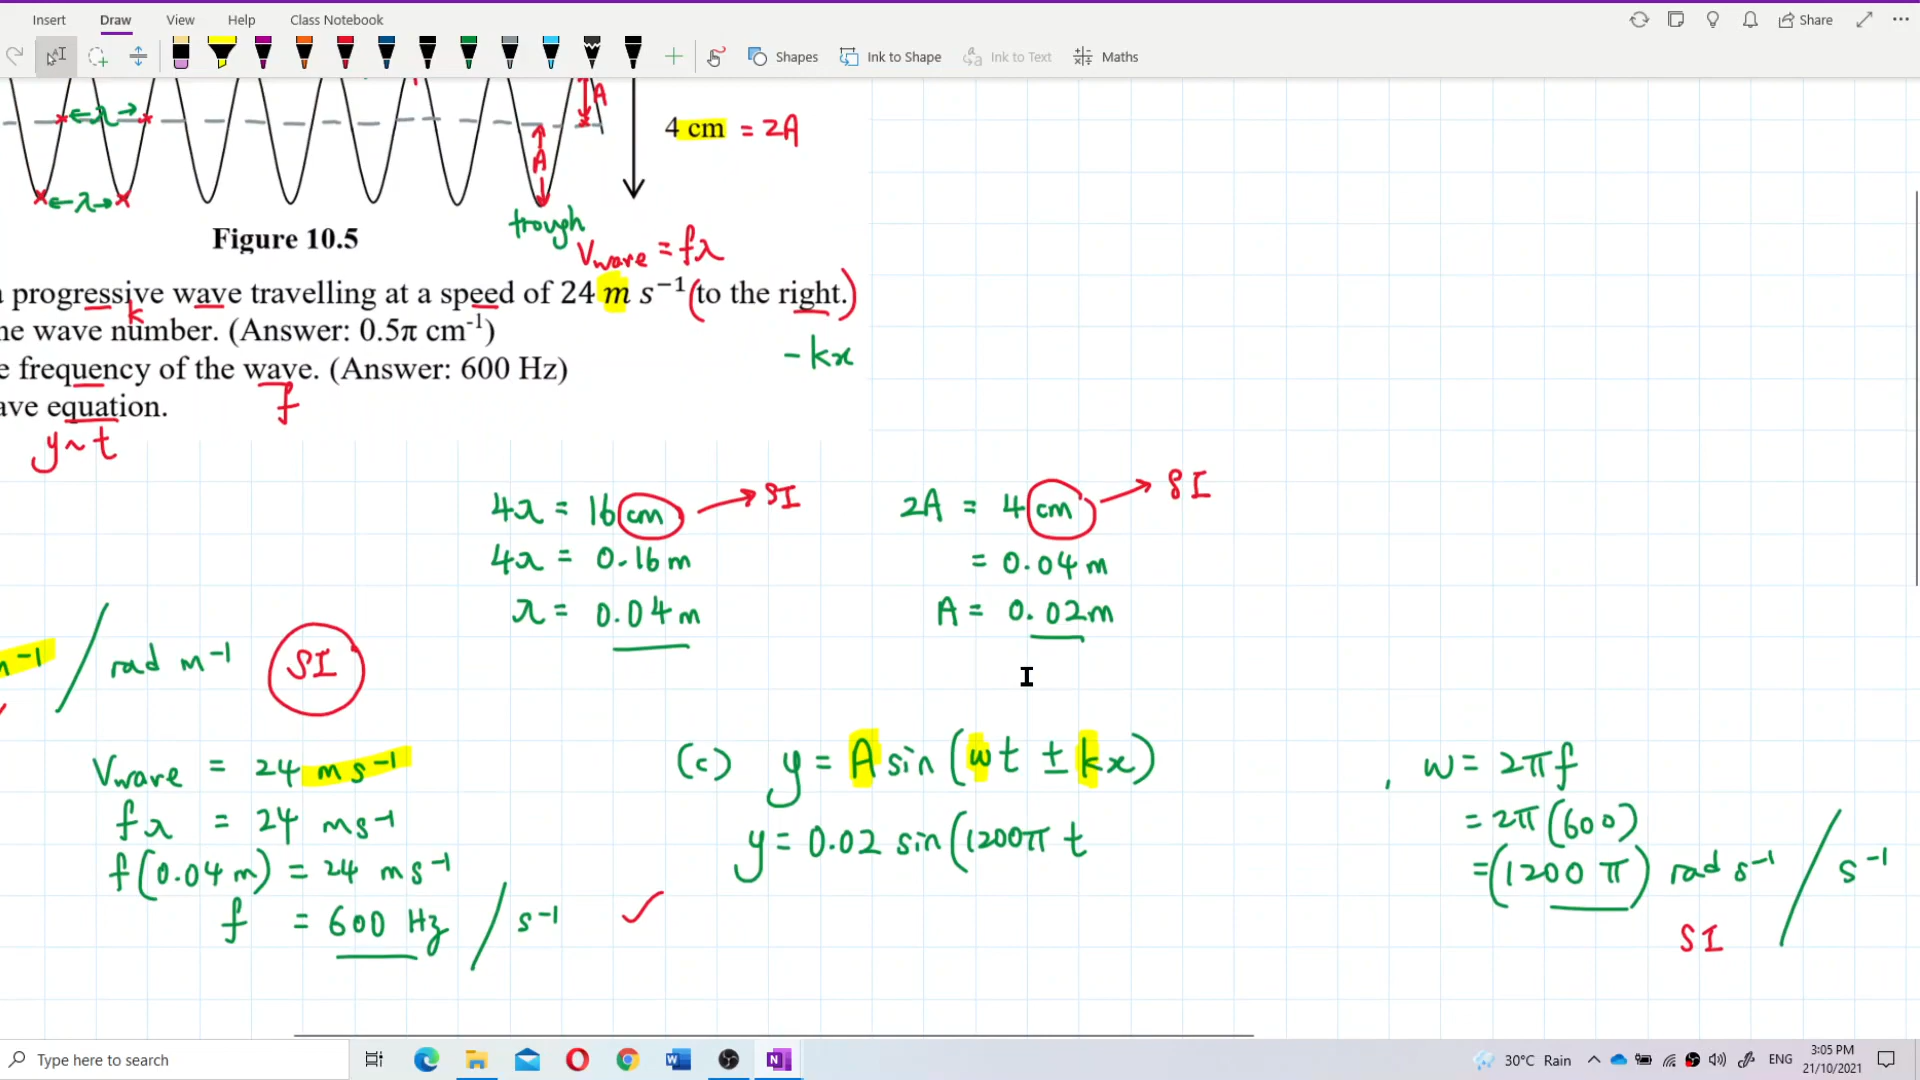 Insert Draw View Help Class Notebook Share
Shapes Ink to Shape Ink to Text Maths
λ A
4 cm = 2A
A
λ
trough
Figure 10.5
Vwave = fλ
progressive wave travelling at a speed of 24 m s⁻¹ (to the right.)
k
ne wave number. (Answer: 0.5π cm⁻¹)
- kx
e frequency of the wave. (Answer: 600 Hz)
f
ave equation.
y ~ t
4λ = 16 cm → SI
4λ = 0.16 m
λ = 0.04 m
2A = 4 cm → SI
= 0.04 m
A = 0.02 m
m⁻¹ / rad m⁻¹ SI
Vwave = 24 m s⁻¹
fλ = 24 ms⁻¹
f(0.04 m) = 24 ms⁻¹
f = 600 Hz / s⁻¹ ✓
(c) y = A sin (ωt ± kx)
y = 0.02 sin (1200π t
, ω = 2πf
= 2π (600)
= (1200 π) rad s⁻¹ / s⁻¹
SI
Type here to search
30°C Rain ENG 3:05 PM
21/10/2021